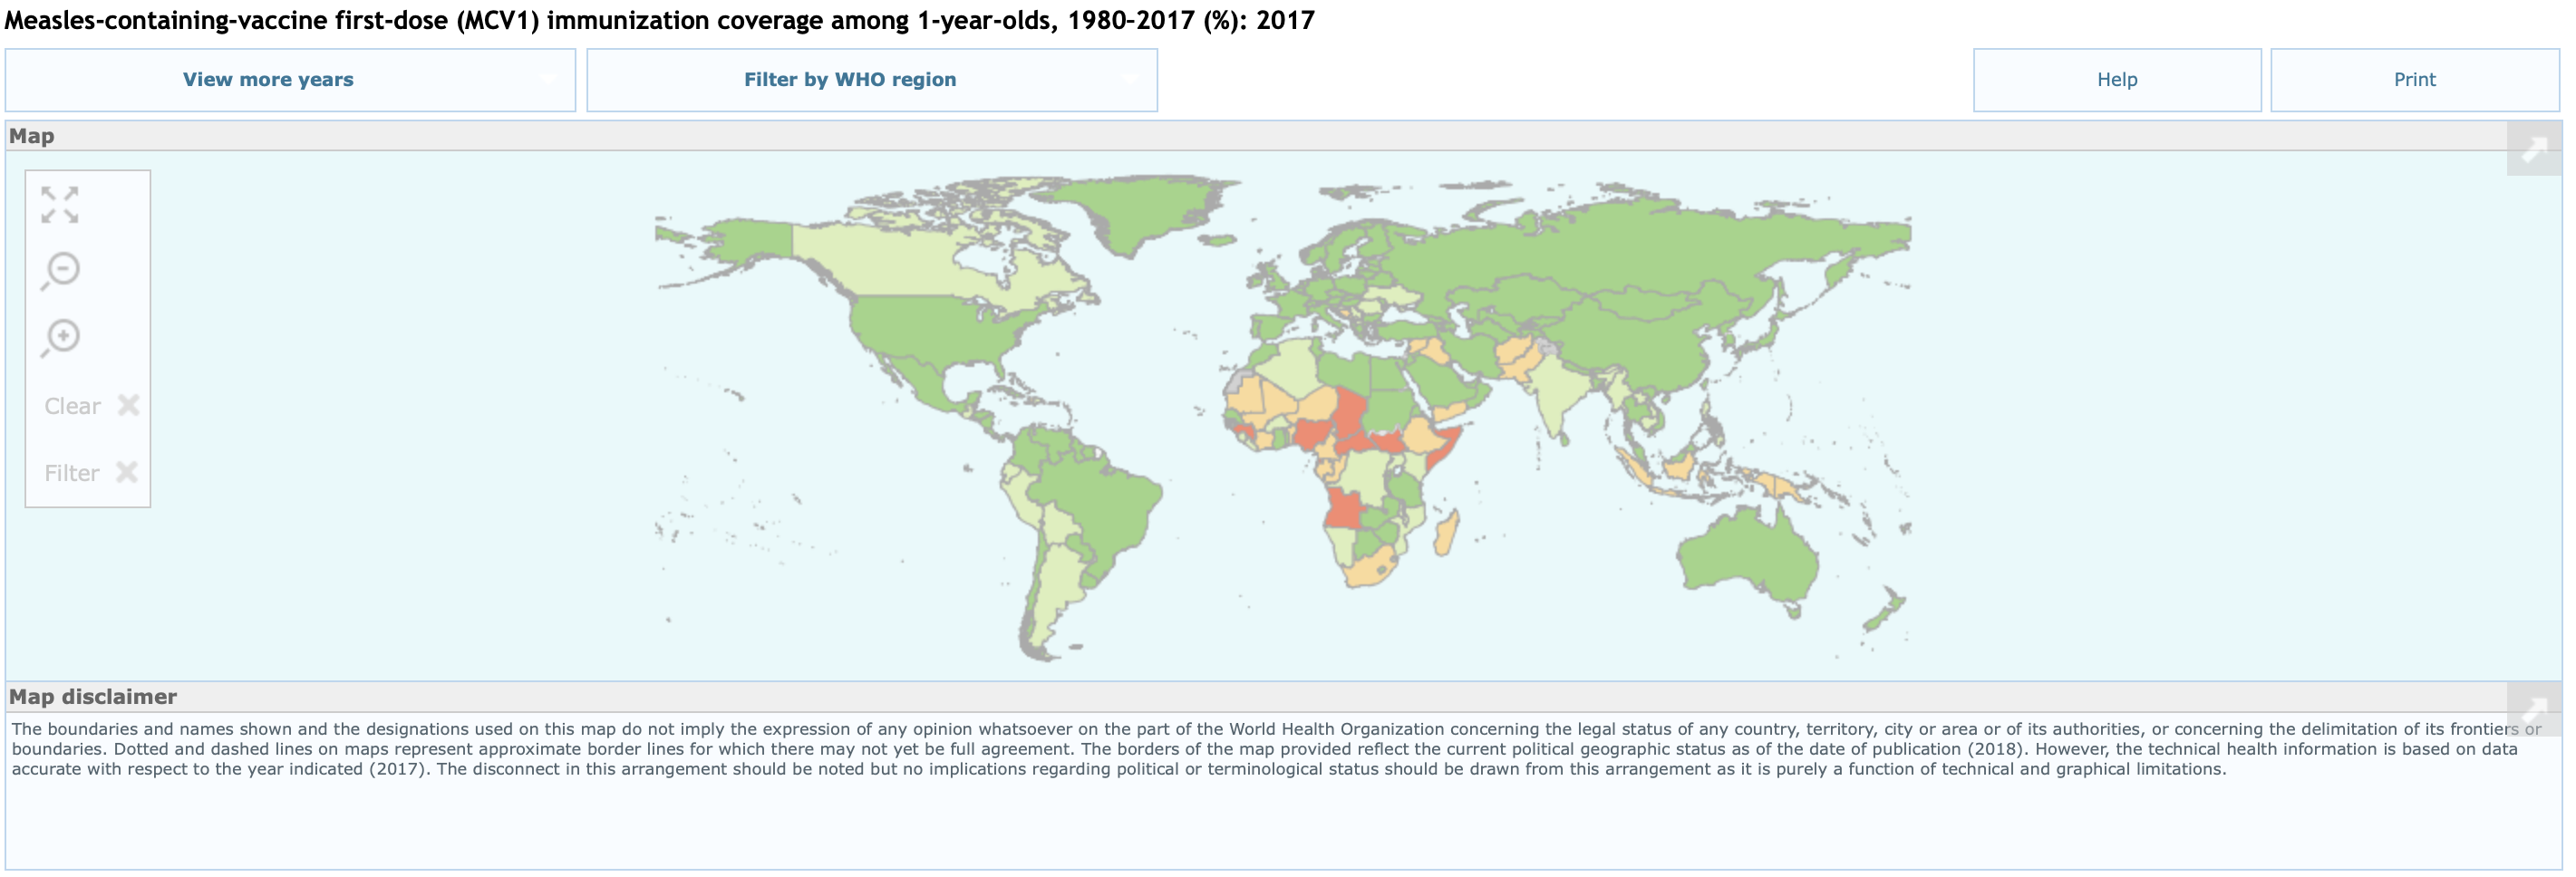 Measles-containing-vaccine first-dose (MCV1) immunization coverage among 1-year-olds, 1980-2017 (%): 2017
View more years
Filter by WHO region
Help
Print
Map
Clear
Filter
Map disclaimer
The boundaries and names shown and the designations used on this map do not imply the expression of any opinion whatsoever on the part of the World Health Organization concerning the legal status of any country, territory, city or area or of its authorities, or concerning the delimitation of its frontiers or
boundaries. Dotted and dashed lines on maps represent approximate border lines for which there may not yet be full agreement. The borders of the map provided reflect the current political geographic status as of the date of publication (2018). However, the technical health information is based on data
accurate with respect to the year indicated (2017). The disconnect in this arrangement should be noted but no implications regarding political or terminological status should be drawn from this arrangement as it is purely a function of technical and graphical limitations.